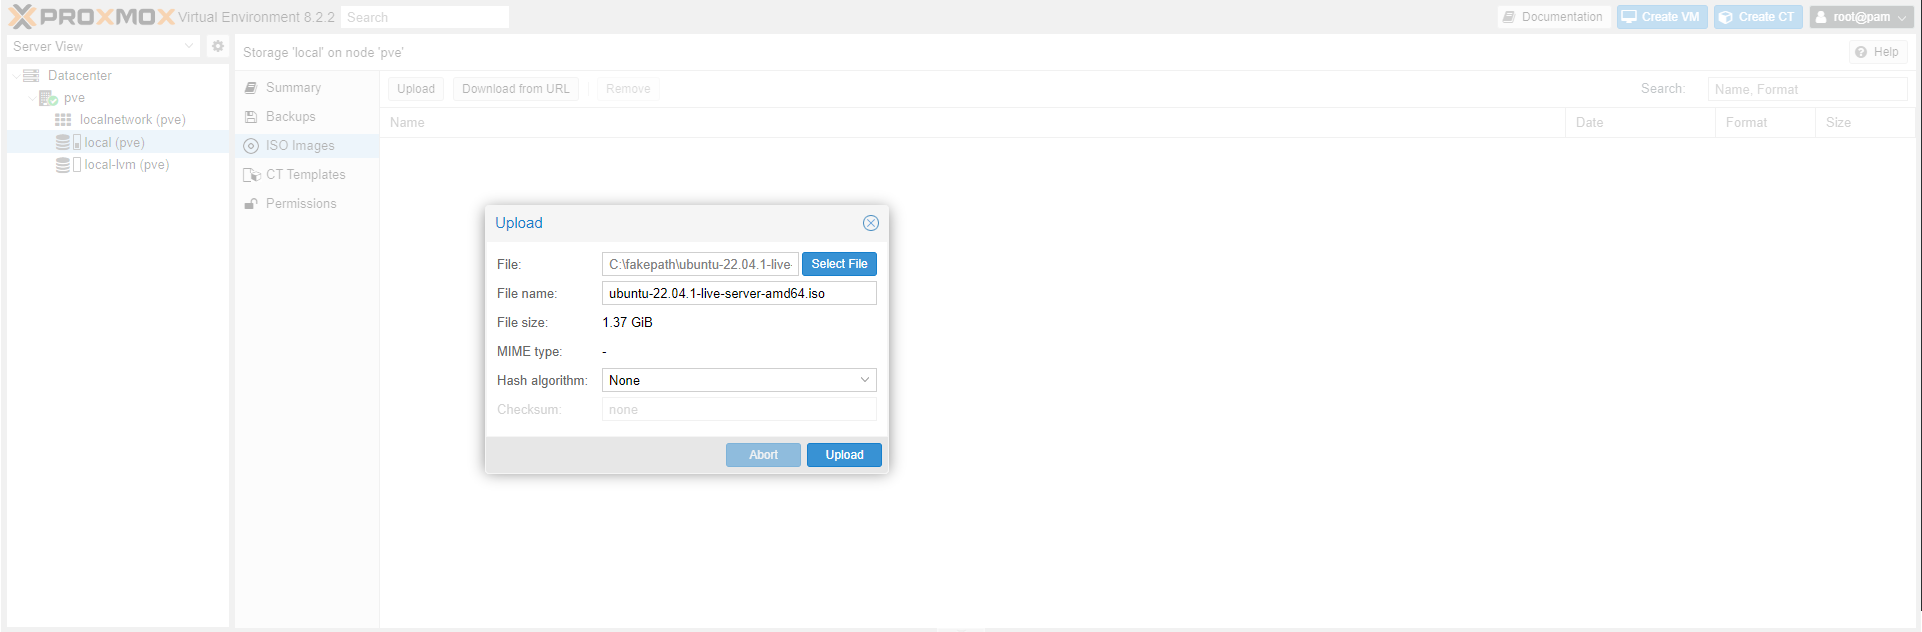 PROXMOX Virtual Environment 8.2.2 Search Documentation Create VM Create CT root@pam
Server View
Storage 'local' on node 'pve' Help
Datacenter
pve
localnetwork (pve)
local (pve)
local-lvm (pve)
Summary
Backups
ISO Images
CT Templates
Permissions
Upload Download from URL Remove Search: Name, Format
Name Date Format Size
Upload
File: C:\fakepath\ubuntu-22.04.1-live- Select File
File name: ubuntu-22.04.1-live-server-amd64.iso
File size: 1.37 GiB
MIME type: -
Hash algorithm: None
Checksum: none
Abort Upload